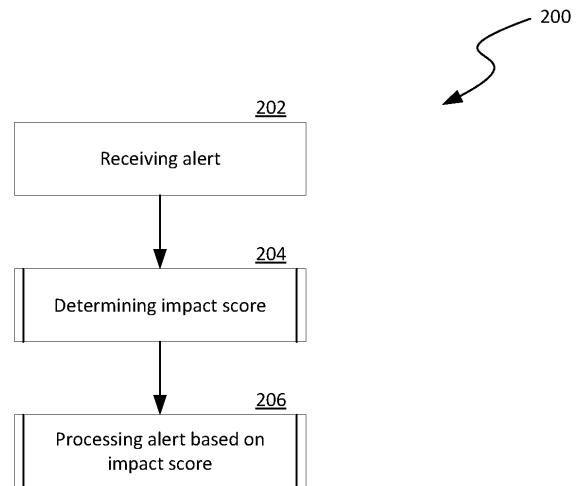 200
202
Receiving alert
204
Determining impact score
206
Processing alert based on
impact score